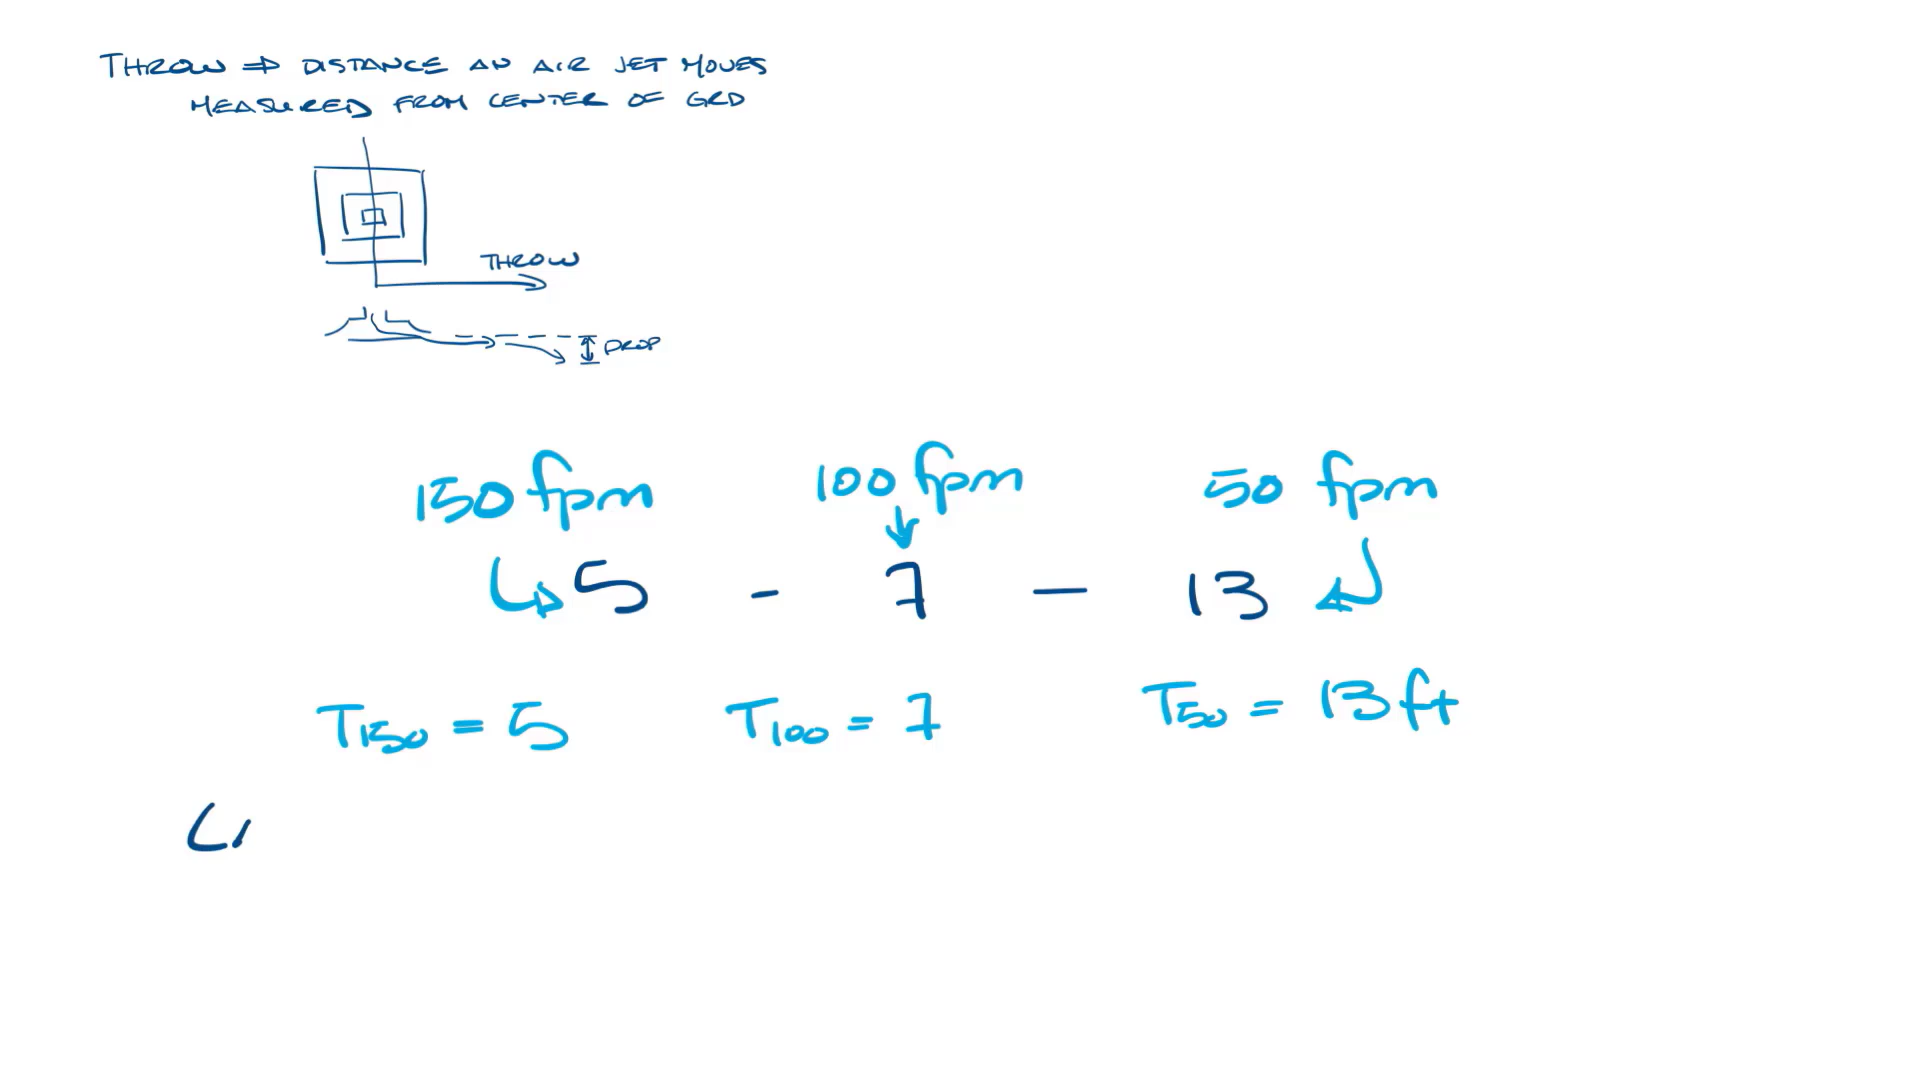 THROW ⇒ DISTANCE AN AIR JET MOVES
MEASURED FROM CENTER OF GRD
THROW
DROP
150 fpm 100 fpm 50 fpm
5 - 7 - 13
T150 = 5 T100 = 7 T50 = 13 ft